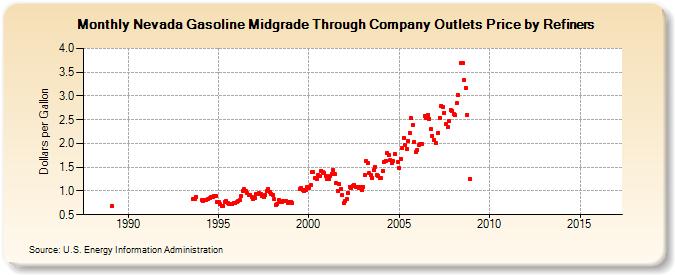 Monthly Nevada Gasoline Midgrade Through Company Outlets Price by Refiners
Dollars per Gallon
4.0
3.5
3.0
2.5
2.0
1.5
1.0
0.5
1990 1995 2000 2005 2010 2015
Source: U.S. Energy Information Administration